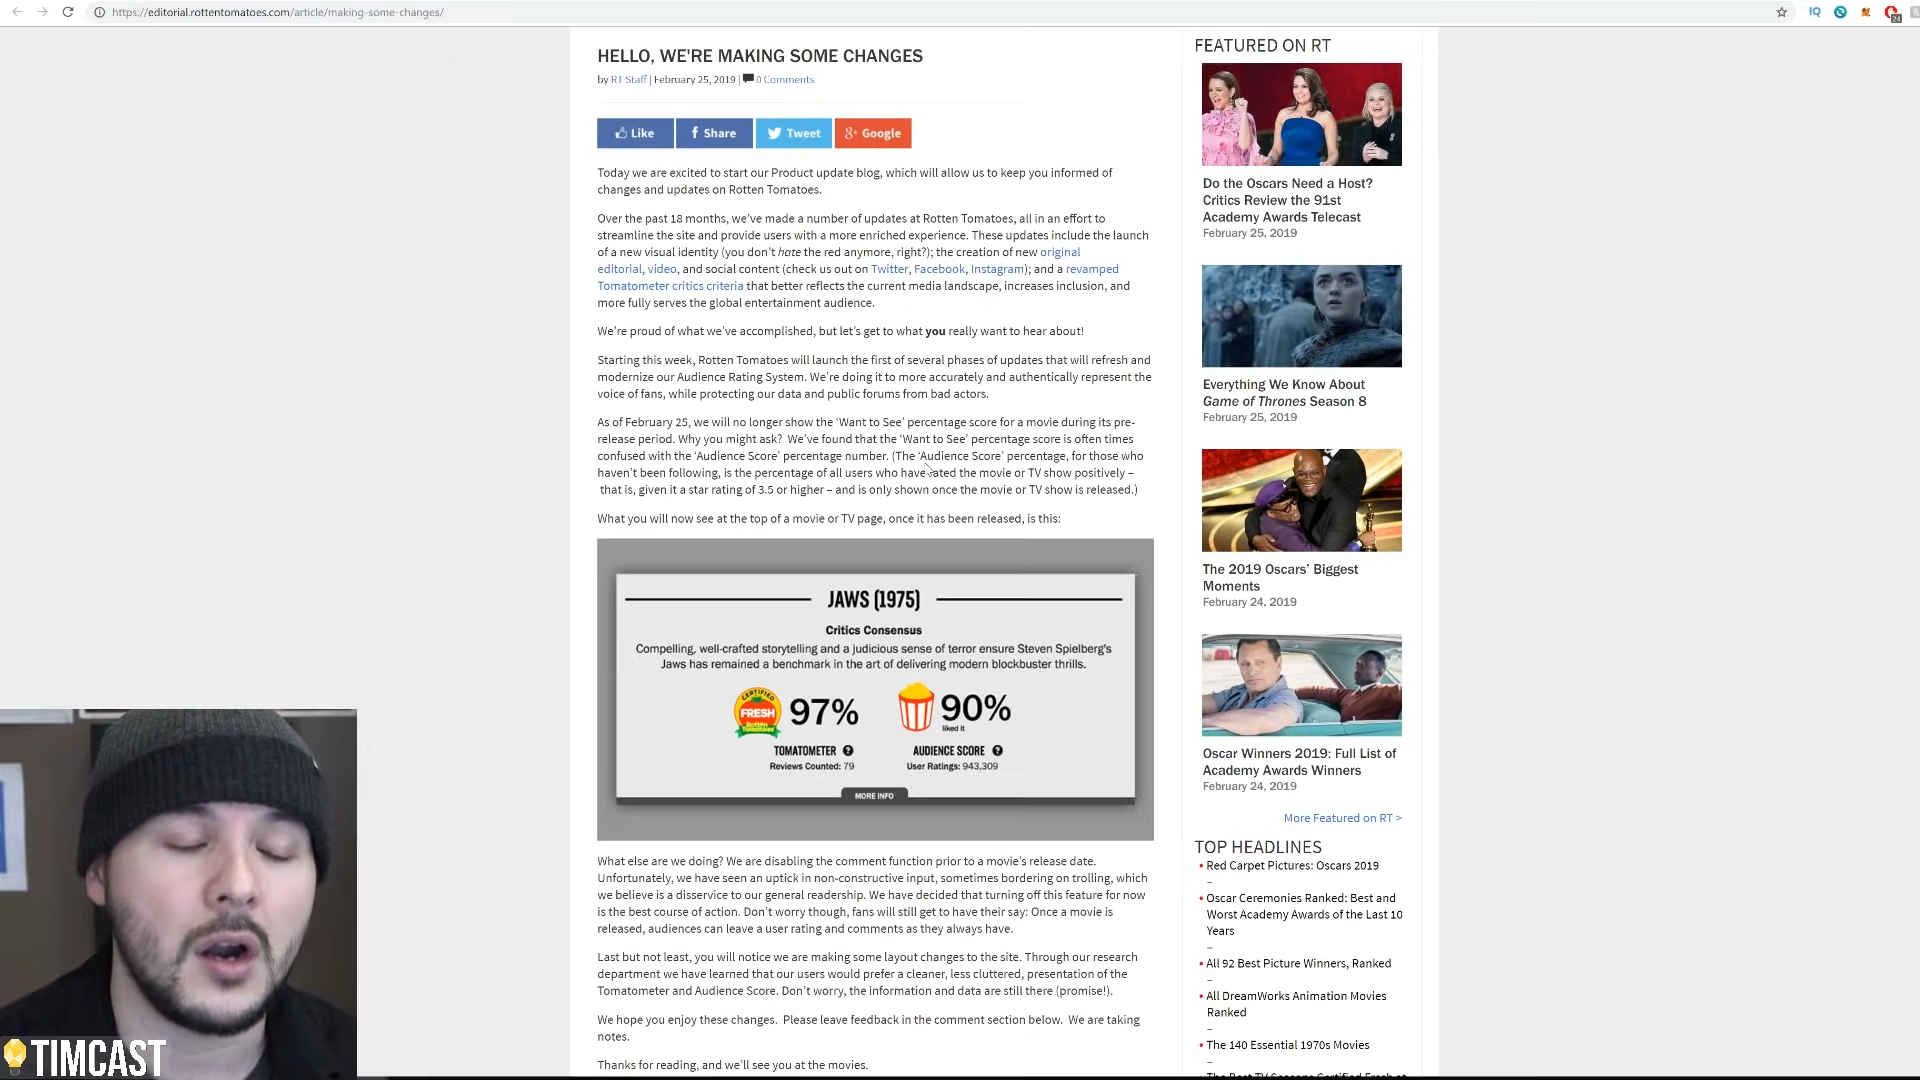 https://editorial.rottentomatoes.com/article/making-some-changes/
IQ
24
HELLO, WE'RE MAKING SOME CHANGES
by RT Staff | February 25, 2019 | 0 Comments
Like
Share
Tweet
Google
Today we are excited to start our Product update blog, which will allow us to keep you informed of
changes and updates on Rotten Tomatoes.
Over the past 18 months, we've made a number of updates at Rotten Tomatoes, all in an effort to
streamline the site and provide users with a more enriched experience. These updates include the launch
of a new visual identity (you don't hate the red anymore, right?); the creation of new original
editorial, video, and social content (check us out on Twitter, Facebook, Instagram); and a revamped
Tomatometer critics criteria that better reflects the current media landscape, increases inclusion, and
more fully serves the global entertainment audience.
We're proud of what we've accomplished, but let's get to what you really want to hear about!
Starting this week, Rotten Tomatoes will launch the first of several phases of updates that will refresh and
modernize our Audience Rating System. We're doing it to more accurately and authentically represent the
voice of fans, while protecting our data and public forums from bad actors.
As of February 25, we will no longer show the 'Want to See' percentage score for a movie during its pre-
release period. Why you might ask? We've found that the 'Want to See' percentage score is often times
confused with the 'Audience Score' percentage number. (The 'Audience Score' percentage, for those who
haven't been following, is the percentage of all users who have rated the movie or TV show positively –
that is, given it a star rating of 3.5 or higher – and is only shown once the movie or TV show is released.)
What you will now see at the top of a movie or TV page, once it has been released, is this:
JAWS (1975)
Critics Consensus
Compelling, well-crafted storytelling and a judicious sense of terror ensure Steven Spielberg's
Jaws has remained a benchmark in the art of delivering modern blockbuster thrills.
CERTIFIED
FRESH
Rotten
Tomatoes
97%
90%
liked it
TOMATOMETER ?
AUDIENCE SCORE ?
Reviews Counted: 79
User Ratings: 943,309
MORE INFO
What else are we doing? We are disabling the comment function prior to a movie's release date.
Unfortunately, we have seen an uptick in non-constructive input, sometimes bordering on trolling, which
we believe is a disservice to our general readership. We have decided that turning off this feature for now
is the best course of action. Don't worry though, fans will still get to have their say: Once a movie is
released, audiences can leave a user rating and comments as they always have.
Last but not least, you will notice we are making some layout changes to the site. Through our research
department we have learned that our users would prefer a cleaner, less cluttered, presentation of the
Tomatometer and Audience Score. Don't worry, the information and data are still there (promise!).
We hope you enjoy these changes. Please leave feedback in the comment section below. We are taking
notes.
Thanks for reading, and we'll see you at the movies.
FEATURED ON RT
Do the Oscars Need a Host?
Critics Review the 91st
Academy Awards Telecast
February 25, 2019
Everything We Know About
Game of Thrones Season 8
February 25, 2019
The 2019 Oscars' Biggest
Moments
February 24, 2019
Oscar Winners 2019: Full List of
Academy Awards Winners
February 24, 2019
More Featured on RT >
TOP HEADLINES
• Red Carpet Pictures: Oscars 2019
–
• Oscar Ceremonies Ranked: Best and
Worst Academy Awards of the Last 10
Years
–
• All 92 Best Picture Winners, Ranked
–
• All DreamWorks Animation Movies
Ranked
–
• The 140 Essential 1970s Movies
–
TIMCAST